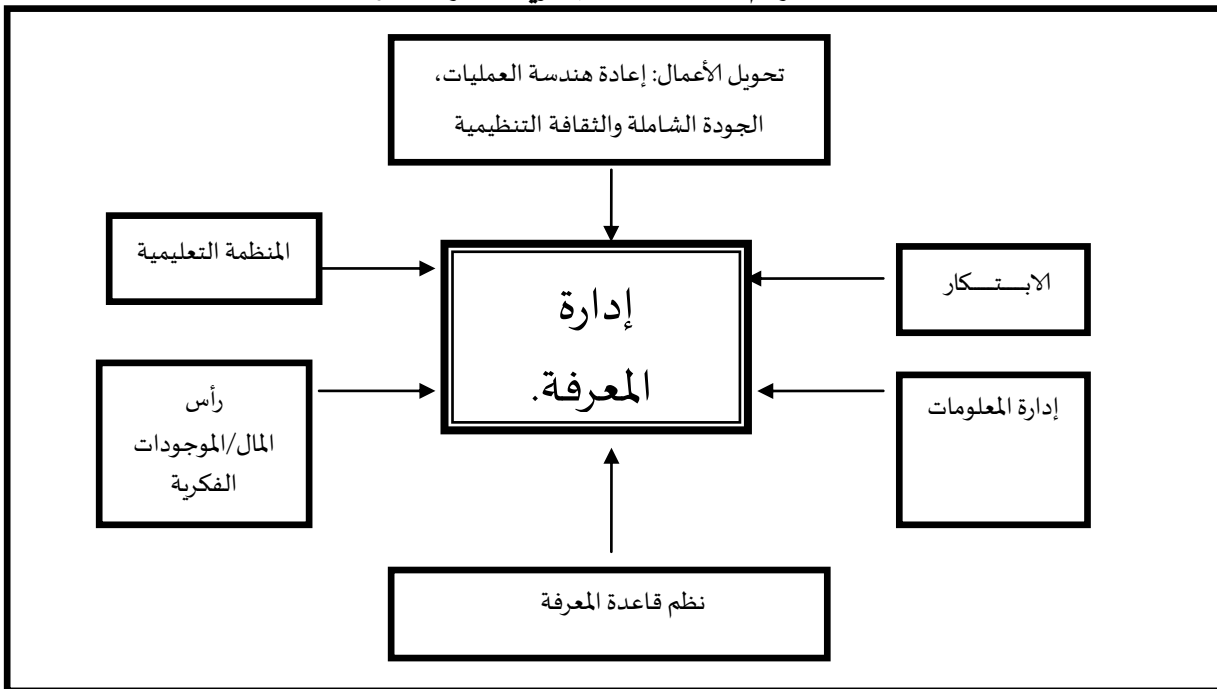 تحويل الأعمال: إعادة هندسة العمليات،
الجودة الشاملة والثقافة التنظيمية
المنظمة التعليمية
الابـــتـــكار
إدارة
المعرفة.
رأس
المال/الموجودات
الفكرية
إدارة المعلومات
نظم قاعدة المعرفة